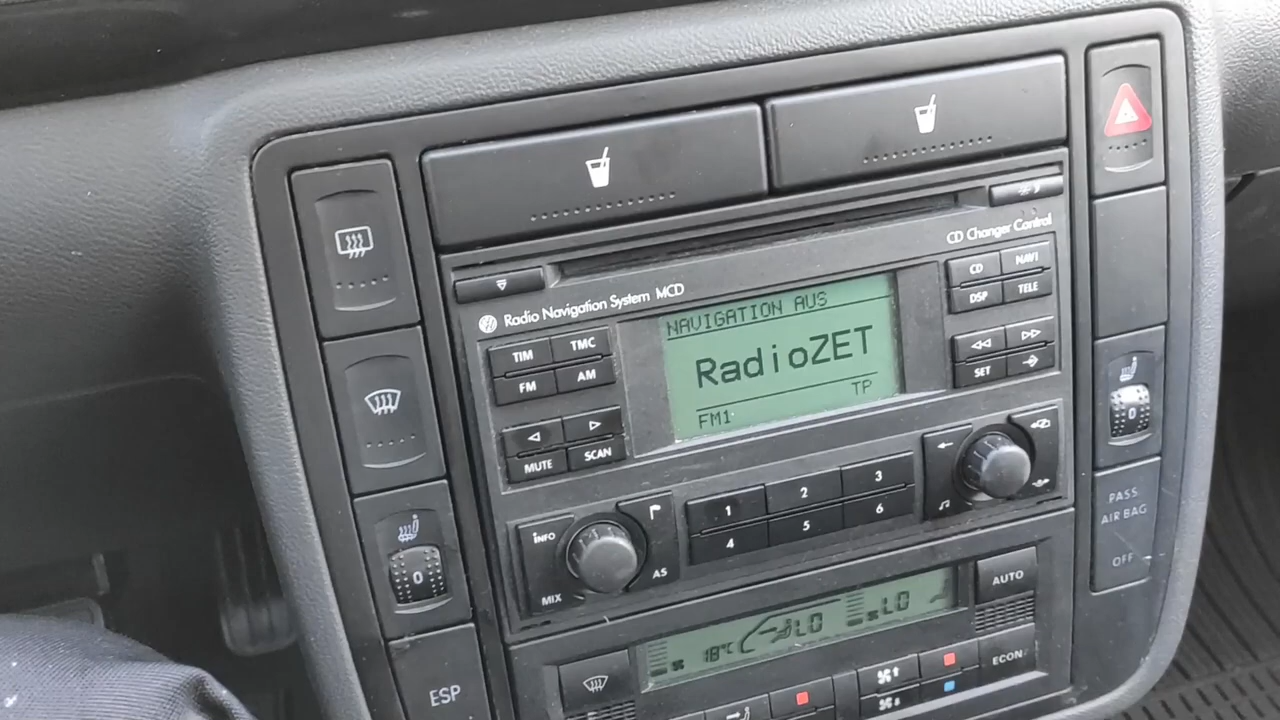 CD Changer Control
Radio Navigation System MCD
CD NAVI
DSP TELE
SET
TIM TMC
FM AM
MUTE SCAN
NAVIGATION AUS
RadioZET
TP
FM1
1 2 3
4 5 6
INFO
MIX
AS
0
PASS
AIR BAG
OFF
0
ESP
18°C LO LO
AUTO
ECON